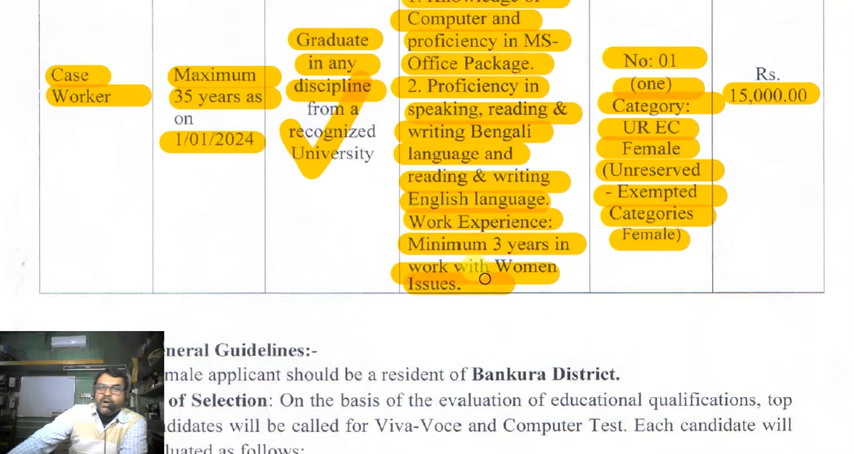 1. Knowledge of
Computer and
proficiency in MS-
Office Package.
2. Proficiency in
speaking, reading &
writing Bengali
language and
reading & writing
English language.
Work Experience:
Minimum 3 years in
work with Women
Issues.
Case
Worker
Maximum
35 years as
on
1/01/2024
Graduate
in any
discipline
from a
recognized
University
No: 01
(one)
Category:
UR EC
Female
(Unreserved
- Exempted
Categories
Female)
Rs.
15,000.00
neral Guidelines:-
male applicant should be a resident of Bankura District.
of Selection: On the basis of the evaluation of educational qualifications, top
didates will be called for Viva-Voce and Computer Test. Each candidate will
luated as follows: